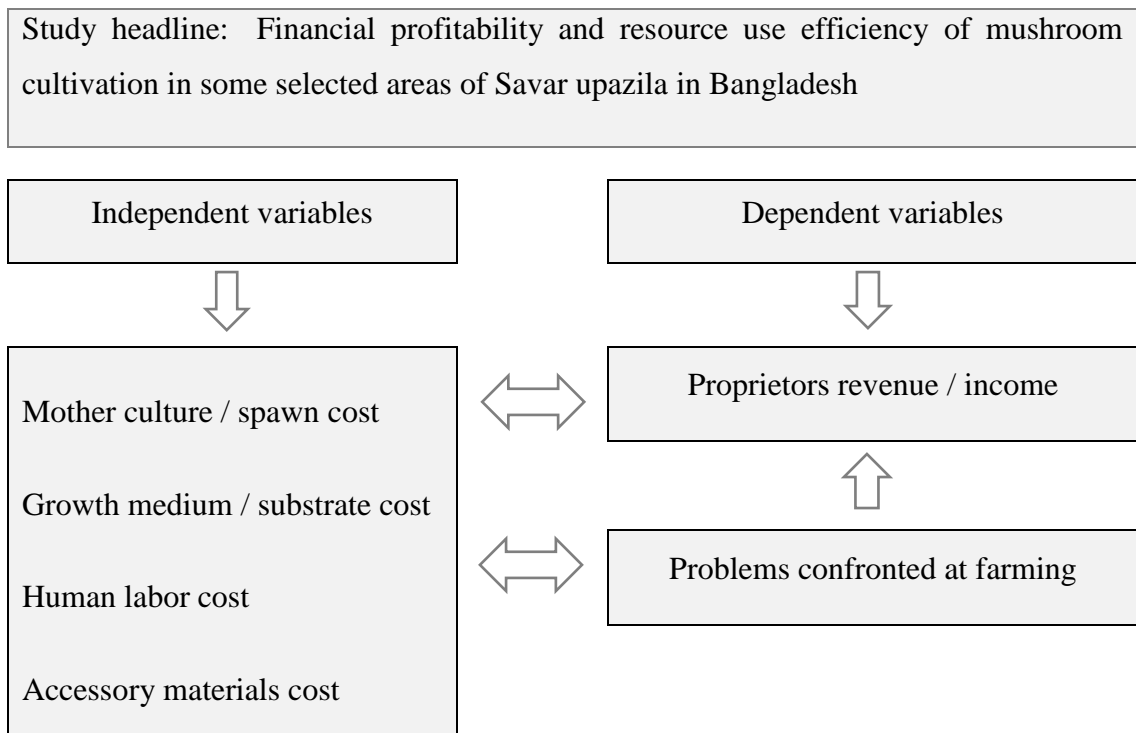 Study headline: Financial profitability and resource use efficiency of mushroom
cultivation in some selected areas of Savar upazila in Bangladesh
Independent variables
Dependent variables
Mother culture / spawn cost
Growth medium / substrate cost
Human labor cost
Accessory materials cost
Proprietors revenue / income
Problems confronted at farming